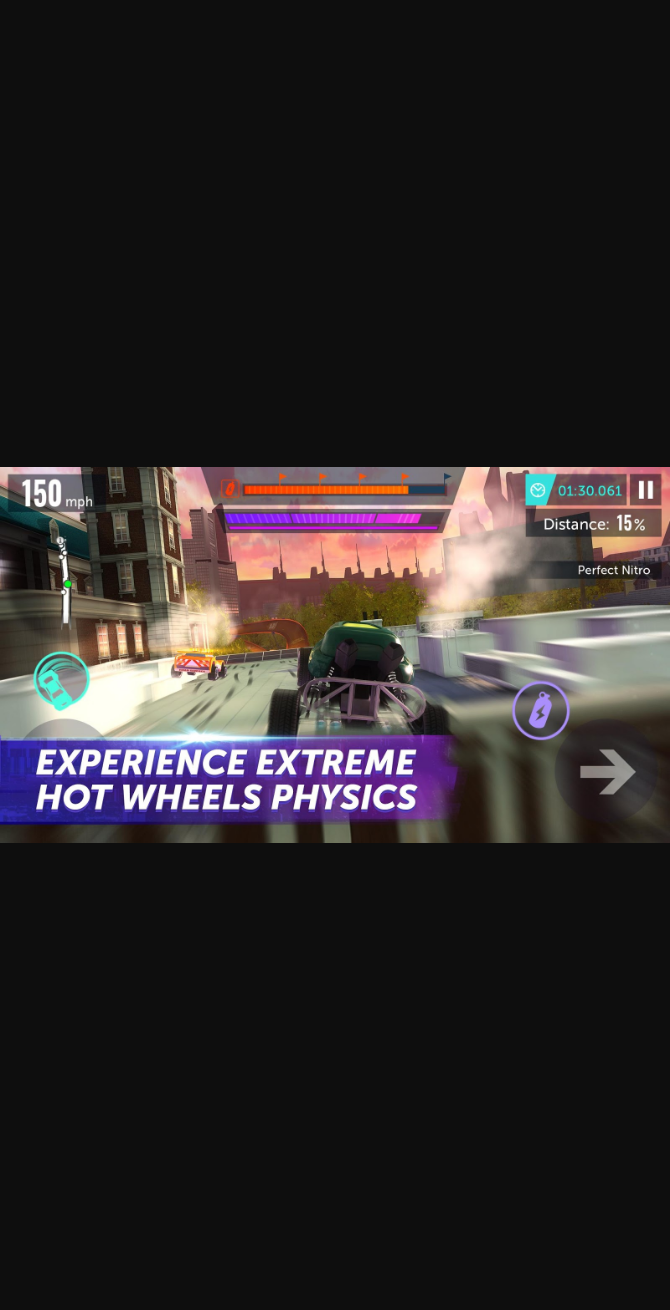 150 mph
01:30.061
Distance: 15%
Perfect Nitro
EXPERIENCE EXTREME
HOT WHEELS PHYSICS